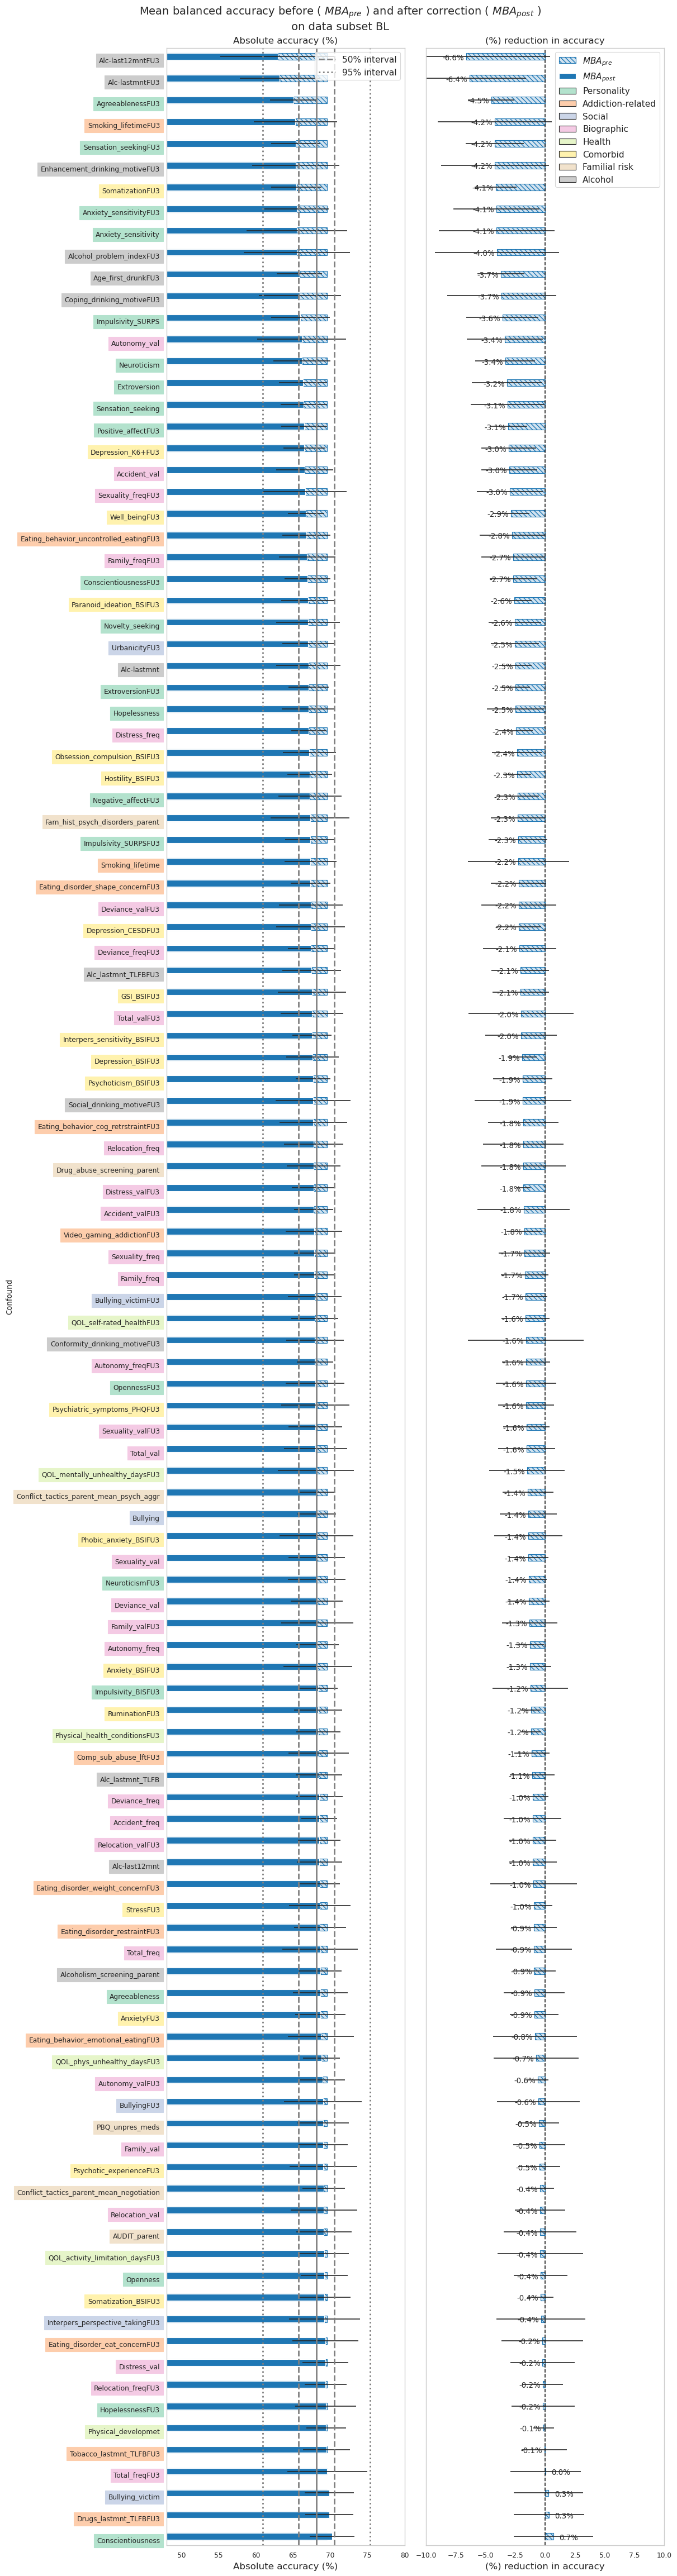 Mean balanced accuracy before ( MBA_pre ) and after correction ( MBA_post )
on data subset BL
Absolute accuracy (%)
(%) reduction in accuracy
50% interval
95% interval
MBA_pre
MBA_post
Personality
Addiction-related
Social
Biographic
Health
Comorbid
Familial risk
Alcohol
Confound
Alc-last12mntFU3 -6.6%
Alc-lastmntFU3 -6.4%
AgreeablenessFU3 -4.5%
Smoking_lifetimeFU3 -4.2%
Sensation_seekingFU3 -4.2%
Enhancement_drinking_motiveFU3 -4.2%
SomatizationFU3 -4.1%
Anxiety_sensitivityFU3 -4.1%
Anxiety_sensitivity -4.1%
Alcohol_problem_indexFU3 -4.0%
Age_first_drunkFU3 -3.7%
Coping_drinking_motiveFU3 -3.7%
Impulsivity_SURPS -3.6%
Autonomy_val -3.4%
Neuroticism -3.4%
Extroversion -3.2%
Sensation_seeking -3.1%
Positive_affectFU3 -3.1%
Depression_K6+FU3 -3.0%
Accident_val -3.0%
Sexuality_freqFU3 -3.0%
Well_beingFU3 -2.9%
Eating_behavior_uncontrolled_eatingFU3 -2.8%
Family_freqFU3 -2.7%
ConscientiousnessFU3 -2.7%
Paranoid_ideation_BSIFU3 -2.6%
Novelty_seeking -2.6%
UrbanicityFU3 -2.5%
Alc-lastmnt -2.5%
ExtroversionFU3 -2.5%
Hopelessness -2.5%
Distress_freq -2.4%
Obsession_compulsion_BSIFU3 -2.4%
Hostility_BSIFU3 -2.3%
Negative_affectFU3 -2.3%
Fam_hist_psych_disorders_parent -2.3%
Impulsivity_SURPSFU3 -2.3%
Smoking_lifetime -2.2%
Eating_disorder_shape_concernFU3 -2.2%
Deviance_valFU3 -2.2%
Depression_CESDFU3 -2.2%
Deviance_freqFU3 -2.1%
Alc_lastmnt_TLFBFU3 -2.1%
GSI_BSIFU3 -2.1%
Total_valFU3 -2.0%
Interpers_sensitivity_BSIFU3 -2.0%
Depression_BSIFU3 -1.9%
Psychoticism_BSIFU3 -1.9%
Social_drinking_motiveFU3 -1.9%
Eating_behavior_cog_retrstraintFU3 -1.8%
Relocation_freq -1.8%
Drug_abuse_screening_parent -1.8%
Distress_valFU3 -1.8%
Accident_valFU3 -1.8%
Video_gaming_addictionFU3 -1.8%
Sexuality_freq -1.7%
Family_freq -1.7%
Bullying_victimFU3 -1.7%
QOL_self-rated_healthFU3 -1.6%
Conformity_drinking_motiveFU3 -1.6%
Autonomy_freqFU3 -1.6%
OpennessFU3 -1.6%
Psychiatric_symptoms_PHQFU3 -1.6%
Sexuality_valFU3 -1.6%
Total_val -1.6%
QOL_mentally_unhealthy_daysFU3 -1.5%
Conflict_tactics_parent_mean_psych_aggr -1.4%
Bullying -1.4%
Phobic_anxiety_BSIFU3 -1.4%
Sexuality_val -1.4%
NeuroticismFU3 -1.4%
Deviance_val -1.4%
Family_valFU3 -1.3%
Autonomy_freq -1.3%
Anxiety_BSIFU3 -1.3%
Impulsivity_BISFU3 -1.2%
RuminationFU3 -1.2%
Physical_health_conditionsFU3 -1.2%
Comp_sub_abuse_lftFU3 -1.1%
Alc_lastmnt_TLFB -1.1%
Deviance_freq -1.0%
Accident_freq -1.0%
Relocation_valFU3 -1.0%
Alc-last12mnt -1.0%
Eating_disorder_weight_concernFU3 -1.0%
StressFU3 -1.0%
Eating_disorder_restraintFU3 -0.9%
Total_freq -0.9%
Alcoholism_screening_parent -0.9%
Agreeableness -0.9%
AnxietyFU3 -0.9%
Eating_behavior_emotional_eatingFU3 -0.8%
QOL_phys_unhealthy_daysFU3 -0.7%
Autonomy_valFU3 -0.6%
BullyingFU3 -0.6%
PBQ_unpres_meds -0.5%
Family_val -0.5%
Psychotic_experienceFU3 -0.5%
Conflict_tactics_parent_mean_negotiation -0.4%
Relocation_val -0.4%
AUDIT_parent -0.4%
QOL_activity_limitation_daysFU3 -0.4%
Openness -0.4%
Somatization_BSIFU3 -0.4%
Interpers_perspective_takingFU3 -0.4%
Eating_disorder_eat_concernFU3 -0.2%
Distress_val -0.2%
Relocation_freqFU3 -0.2%
HopelessnessFU3 -0.2%
Physical_developmet -0.1%
Tobacco_lastmnt_TLFBFU3 -0.1%
Total_freqFU3 0.0%
Bullying_victim 0.3%
Drugs_lastmnt_TLFBFU3 0.3%
Conscientiousness 0.7%
50 55 60 65 70 75 80
−10.0 −7.5 −5.0 −2.5 0.0 2.5 5.0 7.5 10.0
Absolute accuracy (%)
(%) reduction in accuracy